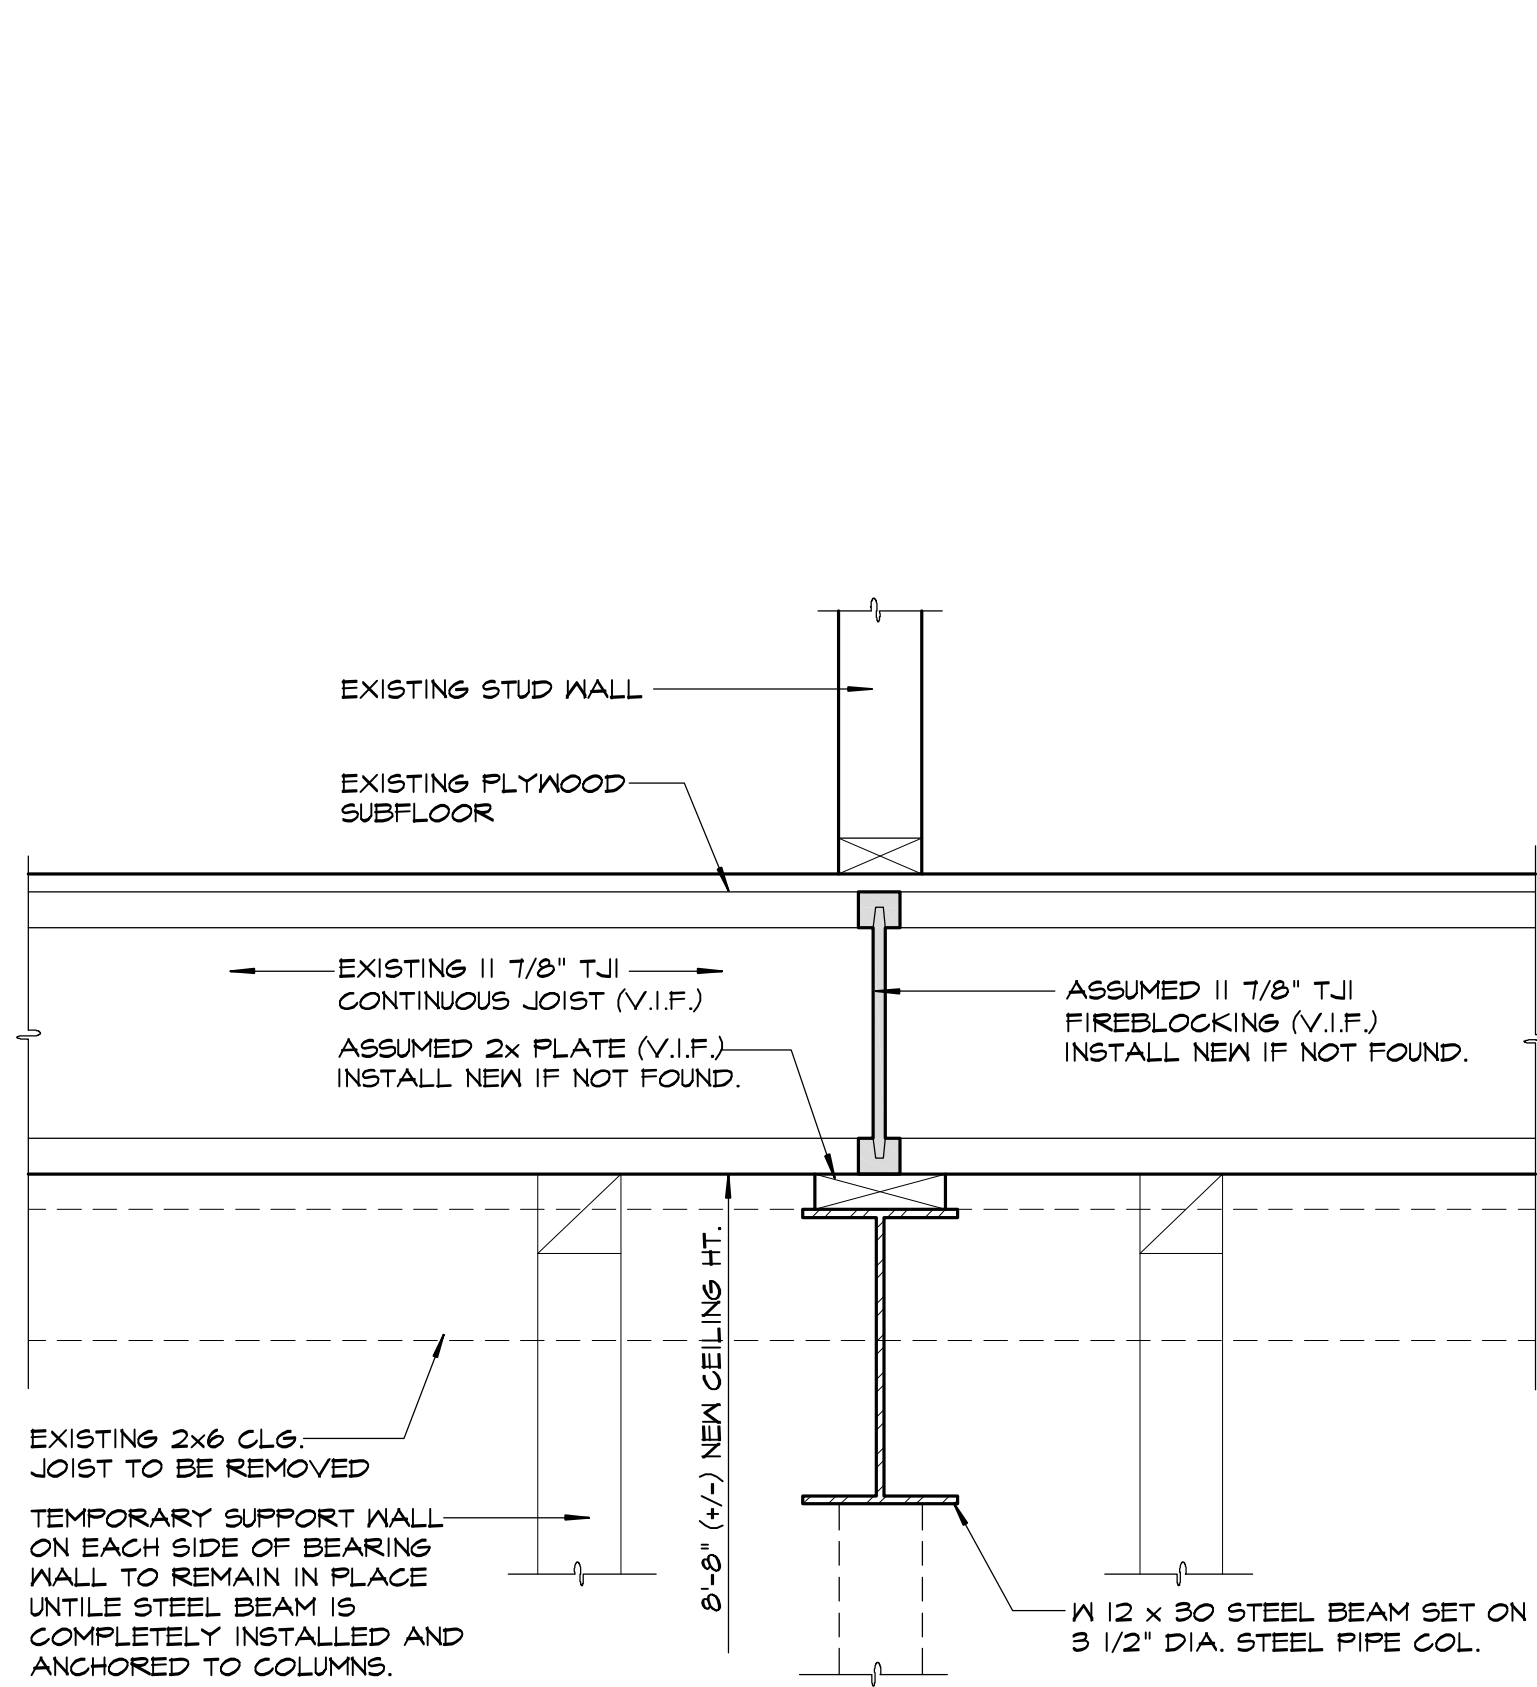 EXISTING STUD WALL
EXISTING PLYWOOD
SUBFLOOR
EXISTING 11 7/8" TJI
CONTINUOUS JOIST (V.I.F.)
ASSUMED 2x PLATE (V.I.F.)
INSTALL NEW IF NOT FOUND.
ASSUMED 11 7/8" TJI
FIREBLOCKING (V.I.F.)
INSTALL NEW IF NOT FOUND.
8'-8" (+/-) NEW CEILING HT.
EXISTING 2x6 CLG.
JOIST TO BE REMOVED
TEMPORARY SUPPORT WALL
ON EACH SIDE OF BEARING
WALL TO REMAIN IN PLACE
UNTILE STEEL BEAM IS
COMPLETELY INSTALLED AND
ANCHORED TO COLUMNS.
W 12 x 30 STEEL BEAM SET ON
3 1/2" DIA. STEEL PIPE COL.